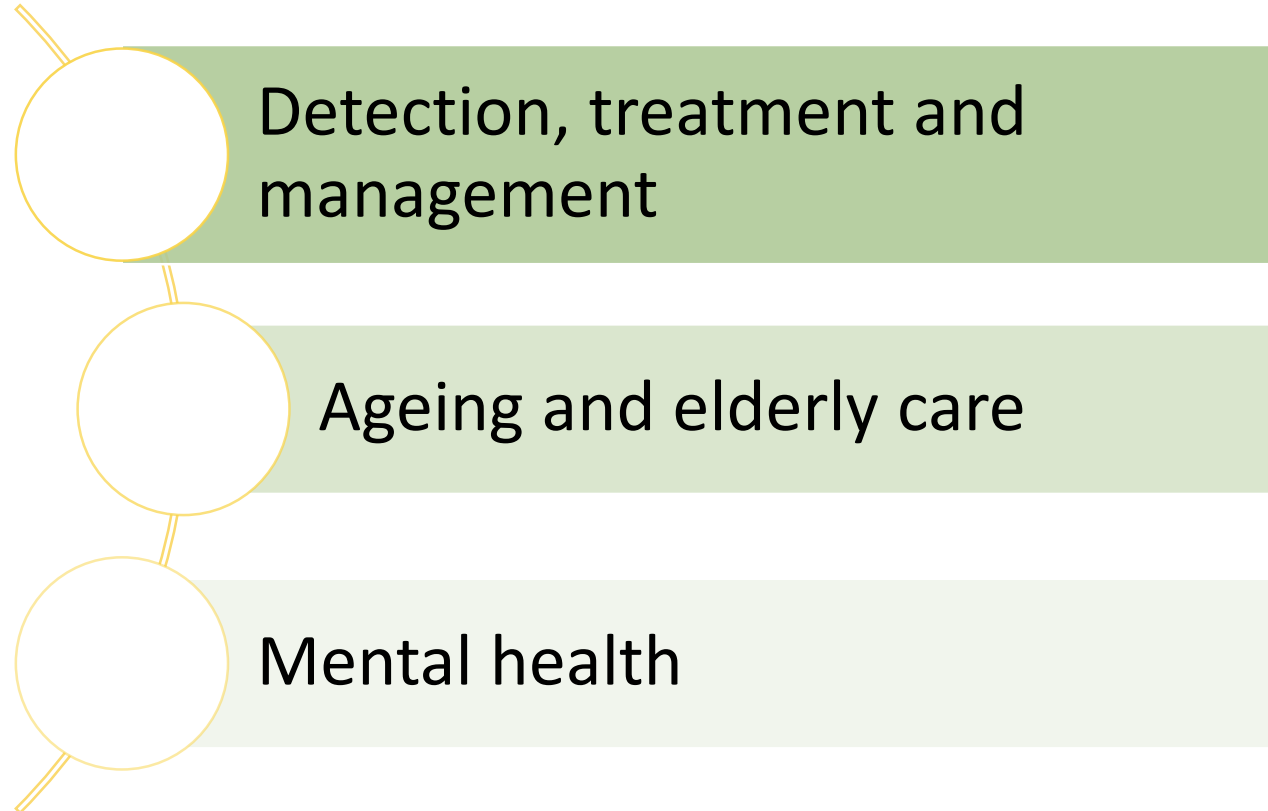 Detection, treatment and
management
Ageing and elderly care
Mental health